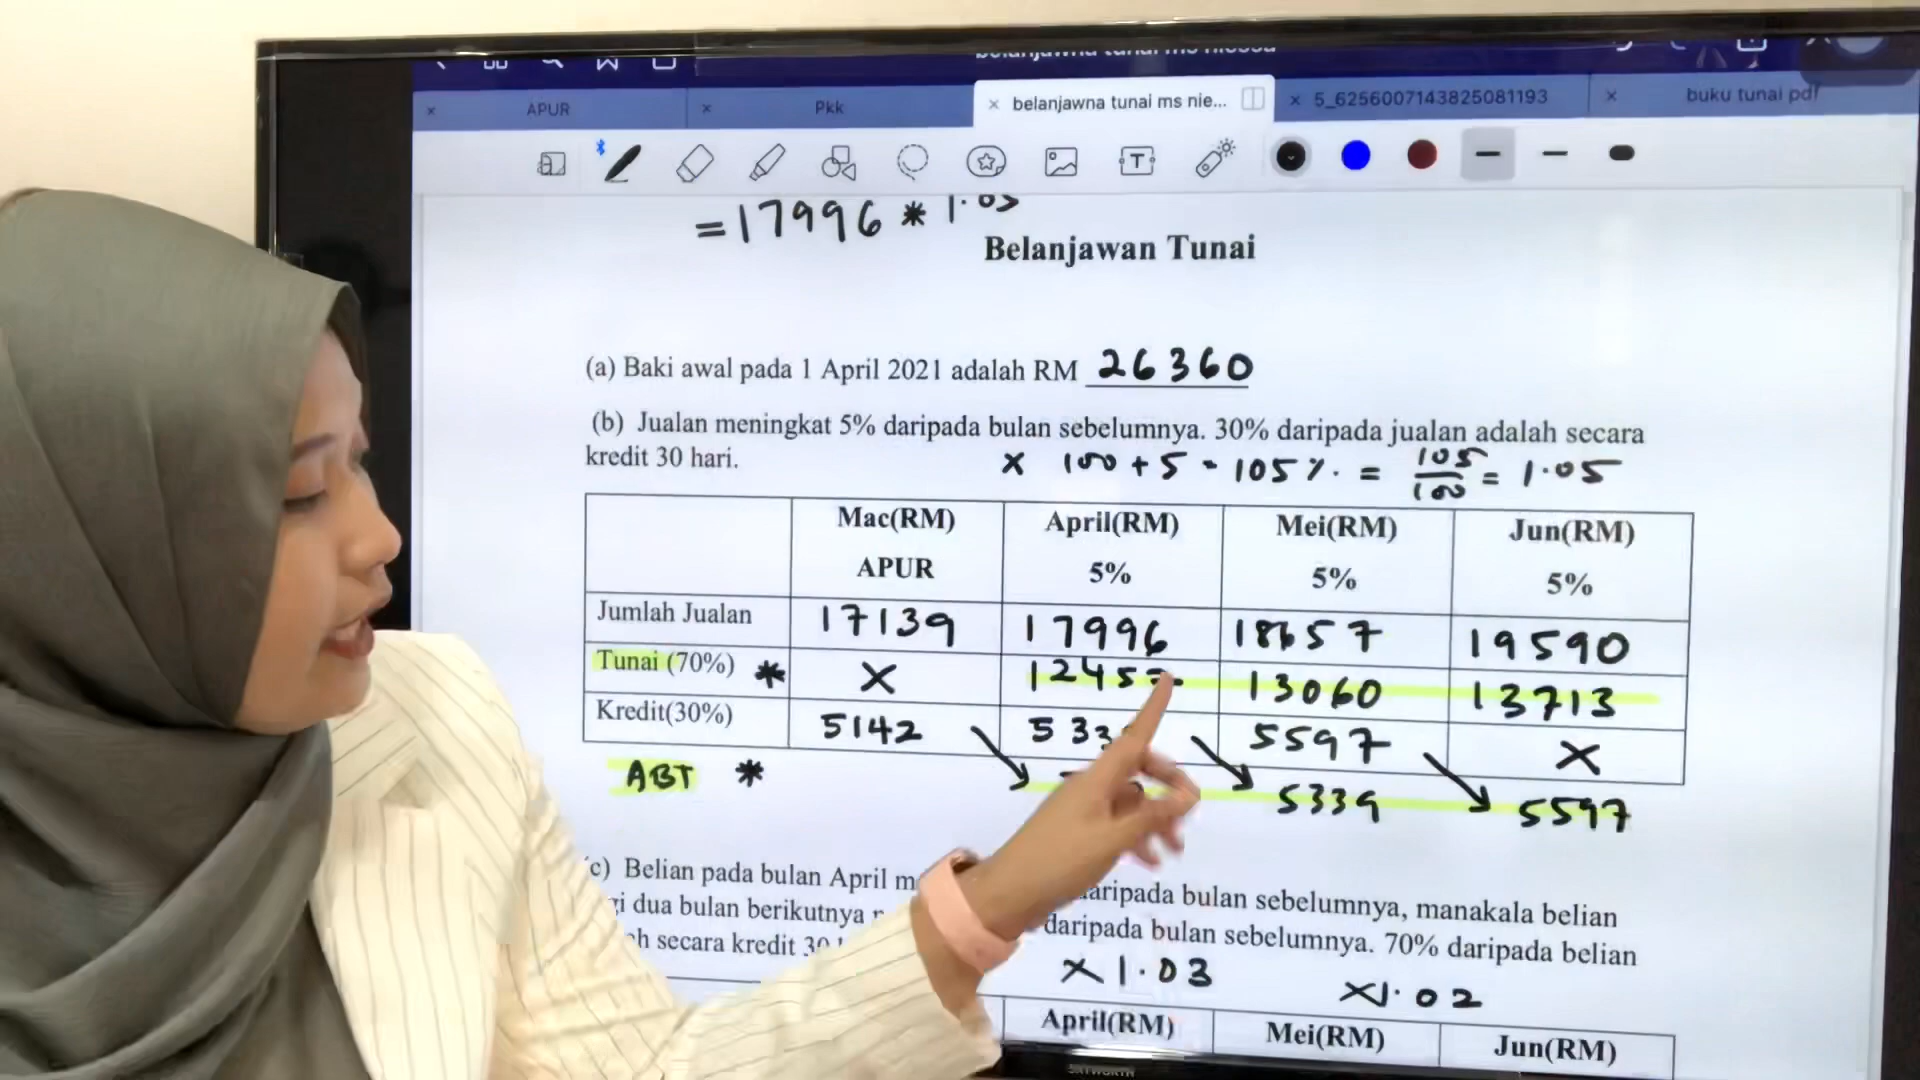 APUR
Pkk
belanjawna tunai ms nie...
5_6256007143825081193
buku tunai pdf
=17996 * 1.05
Belanjawan Tunai
(a) Baki awal pada 1 April 2021 adalah RM 26360
(b) Jualan meningkat 5% daripada bulan sebelumnya. 30% daripada jualan adalah secara
kredit 30 hari.
x 100 + 5 = 105 %. = 105/100 = 1.05
Mac(RM) April(RM) Mei(RM) Jun(RM)
APUR 5% 5% 5%
Jumlah Jualan 17139 17996 18657 19590
Tunai (70%) * X 13060 13713
Kredit(30%) 5142 5597 X
ABT * 5339 5597
c) Belian pada bulan April daripada bulan sebelumnya, manakala belian
dua bulan berikutnya daripada bulan sebelumnya. 70% daripada belian
secara kredit 30
x1.03
x1.02
April(RM) Mei(RM) Jun(RM)